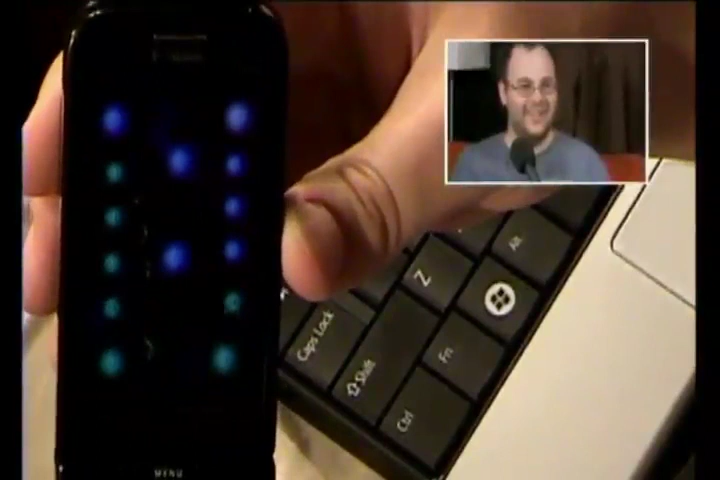 MENU
Alt
Z
Caps Lock
Fn
Shift
Ctrl